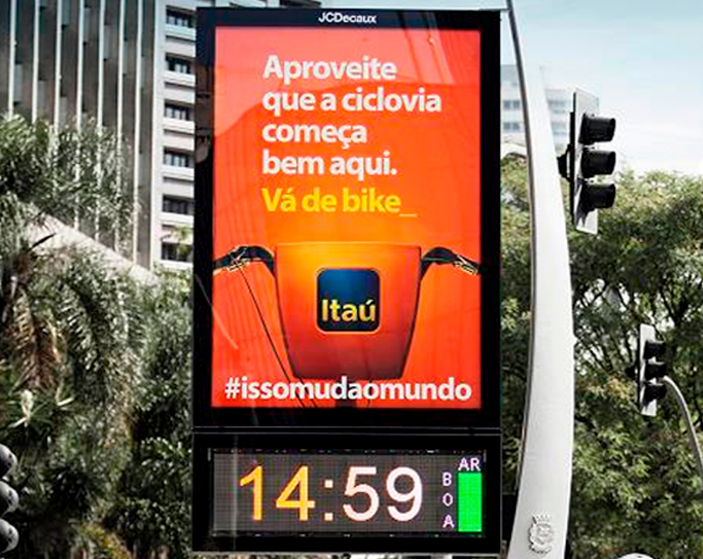 JCDecaux
Aproveite
que a ciclovia
começa
bem aqui.
Vá de bike_
Itaú
#issomudaomundo
14:59
AR
BOA